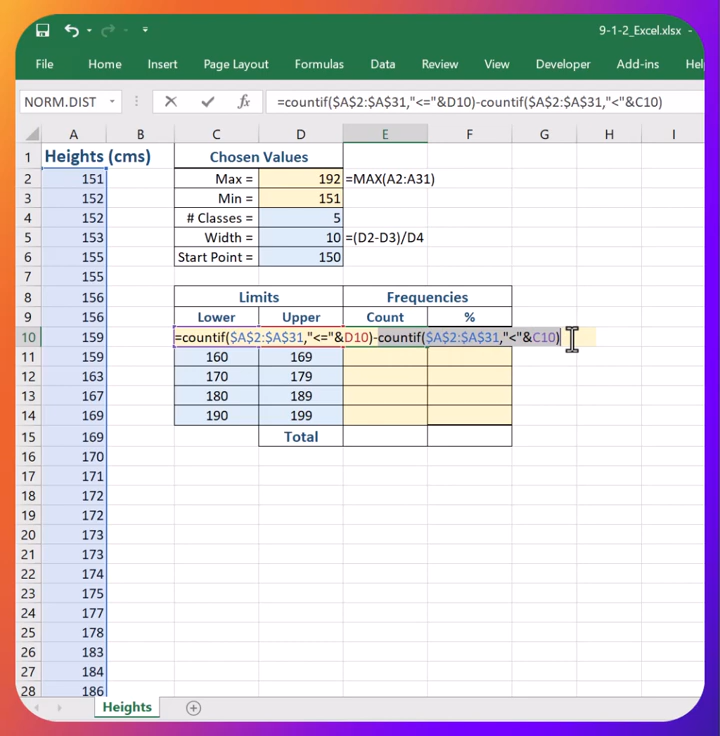 9-1-2_Excel.xlsx -
File Home Insert Page Layout Formulas Data Review View Developer Add-ins Hel
NORM.DIST fx =countif($A$2:$A$31,"<="&D10)-countif($A$2:$A$31,"<"&C10)
A B C D E F G H I
1 Heights (cms) Chosen Values
2 151 Max = 192 =MAX(A2:A31)
3 152 Min = 151
4 152 # Classes = 5
5 153 Width = 10 =(D2-D3)/D4
6 155 Start Point = 150
7 155
8 156 Limits Frequencies
9 156 Lower Upper Count %
10 159 =countif($A$2:$A$31,"<="&D10)-countif($A$2:$A$31,"<"&C10)
11 159 160 169
12 163 170 179
13 167 180 189
14 169 190 199
15 169 Total
16 170
17 171
18 172
19 172
20 173
21 173
22 174
23 175
24 177
25 178
26 183
27 184
28 186
Heights